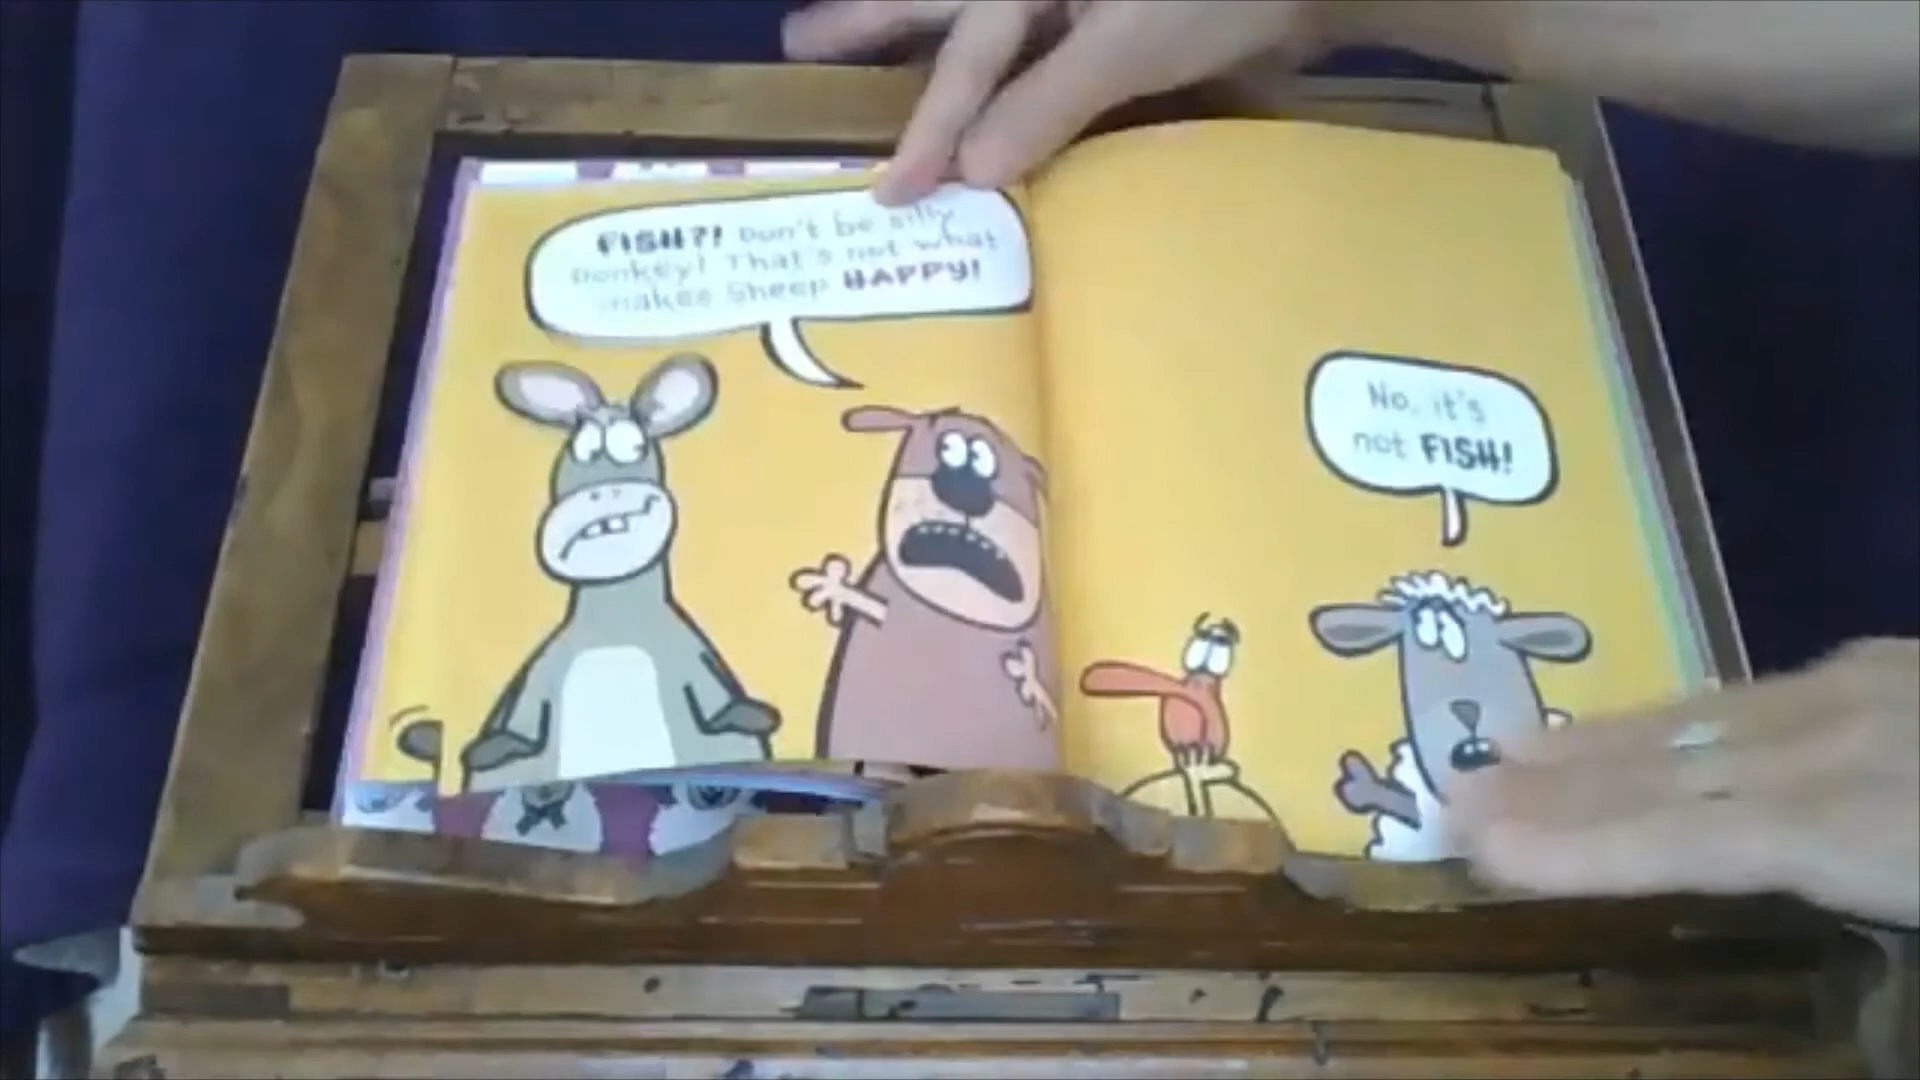 FISH?! Don't be silly
Donkey! That's not what
makes Sheep HAPPY!
No, it's
not FISH!